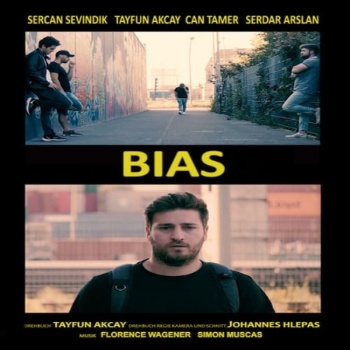 SERCAN SEVINDIK TAYFUN AKCAY CAN TAMER SERDAR ARSLAN
BIAS
DREHBUCH TAYFUN AKCAY DREHBUCH REGIE KAMERA UND SCHNITT JOHANNES HLEPAS
MUSIK FLORENCE WAGENER SIMON MUSCAS